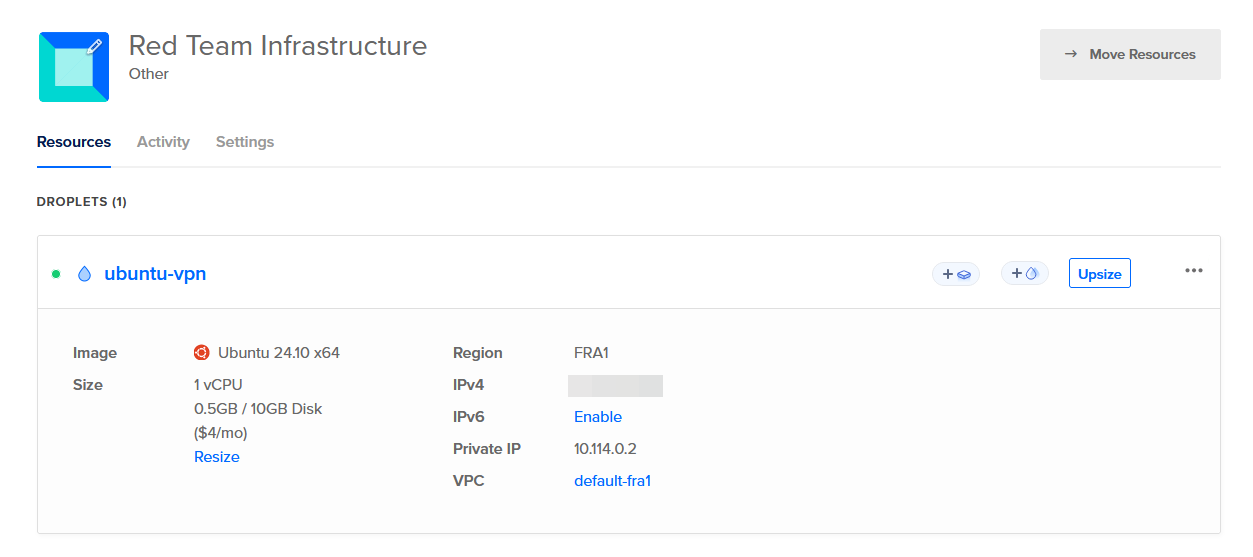 Red Team Infrastructure
Other
→ Move Resources
Resources Activity Settings
DROPLETS (1)
ubuntu-vpn
+ + Upsize
Image Ubuntu 24.10 x64
Size 1 vCPU
0.5GB / 10GB Disk
($4/mo)
Resize
Region FRA1
IPv4
IPv6 Enable
Private IP 10.114.0.2
VPC default-fra1